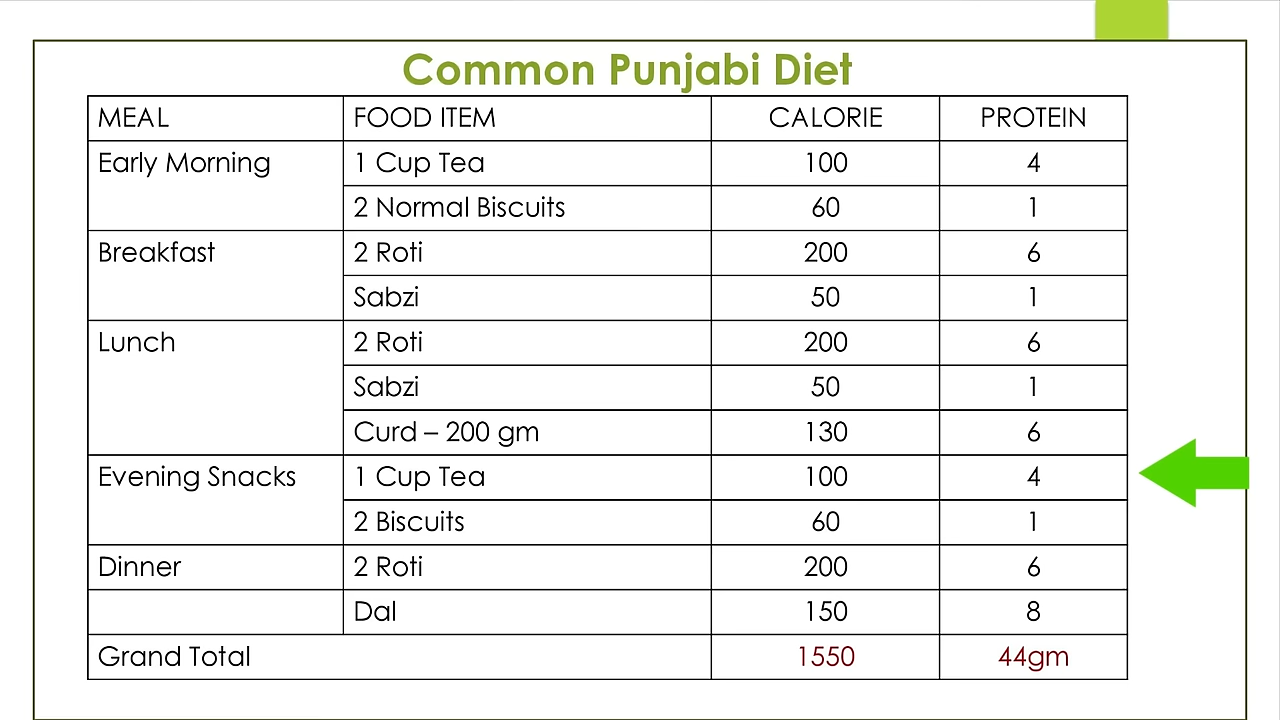 Common Punjabi Diet
MEAL FOOD ITEM CALORIE PROTEIN
Early Morning 1 Cup Tea 100 4
2 Normal Biscuits 60 1
Breakfast 2 Roti 200 6
Sabzi 50 1
Lunch 2 Roti 200 6
Sabzi 50 1
Curd – 200 gm 130 6
Evening Snacks 1 Cup Tea 100 4
2 Biscuits 60 1
Dinner 2 Roti 200 6
Dal 150 8
Grand Total 1550 44gm